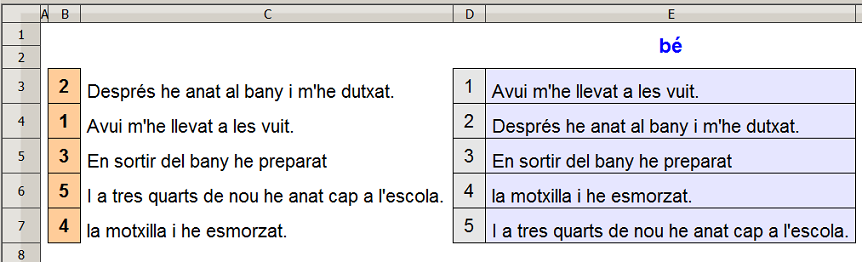 A B C D E
1 bé
2
3 2 Després he anat al bany i m'he dutxat. 1 Avui m'he llevat a les vuit.
4 1 Avui m'he llevat a les vuit. 2 Després he anat al bany i m'he dutxat.
5 3 En sortir del bany he preparat 3 En sortir del bany he preparat
6 5 I a tres quarts de nou he anat cap a l'escola. 4 la motxilla i he esmorzat.
7 4 la motxilla i he esmorzat. 5 I a tres quarts de nou he anat cap a l'escola.
8